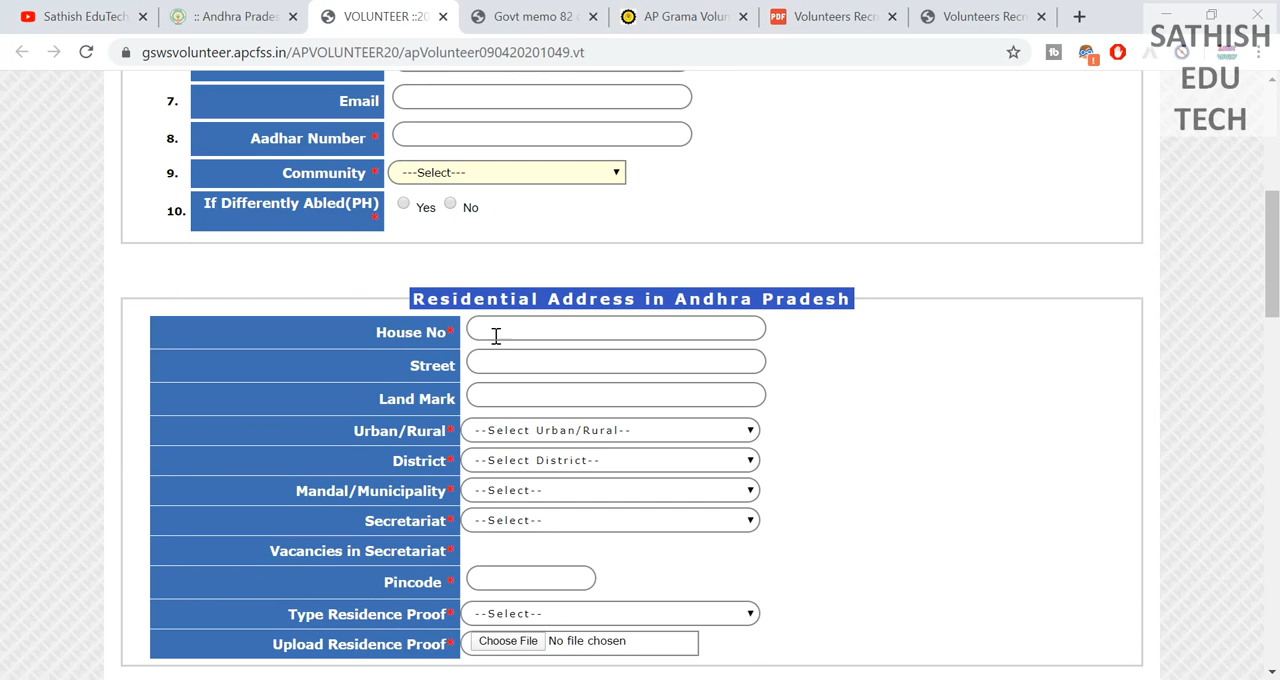 Sathish EduTech
:: Andhra Prade
VOLUNTEER ::20
Govt memo 82
AP Grama Volun
PDF
Volunteers Recr
Volunteers Recr
gswsvolunteer.apcfss.in/APVOLUNTEER20/apVolunteer090420201049.vt
tb
SATHISH
EDU
TECH
7. Email
8. Aadhar Number *
9. Community * ---Select---
10. If Differently Abled(PH) * Yes No
Residential Address in Andhra Pradesh
House No*
Street
Land Mark
Urban/Rural* --Select Urban/Rural--
District* --Select District--
Mandal/Municipality* --Select--
Secretariat* --Select--
Vacancies in Secretariat*
Pincode *
Type Residence Proof* --Select--
Upload Residence Proof* Choose File No file chosen